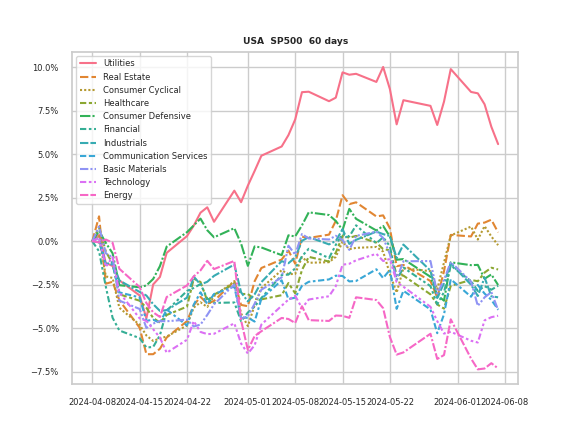 USA  SP500  60 days
10.0%
7.5%
5.0%
2.5%
0.0%
−2.5%
−5.0%
−7.5%
Utilities
Real Estate
Consumer Cyclical
Healthcare
Consumer Defensive
Financial
Industrials
Communication Services
Basic Materials
Technology
Energy
2024-04-08 2024-04-15 2024-04-22 2024-05-01 2024-05-08 2024-05-15 2024-05-22 2024-06-01 2024-06-08